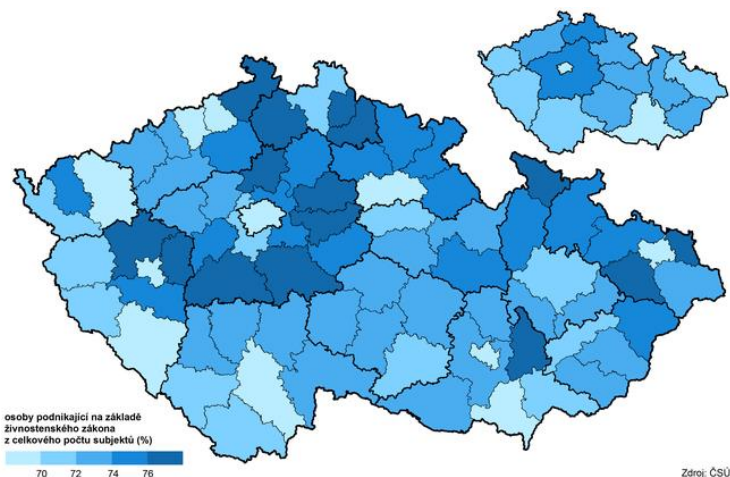 osoby podnikající na základě
živnostenského zákona
z celkového počtu subjektů (%)
70 72 74 76
Zdroj: ČSÚ